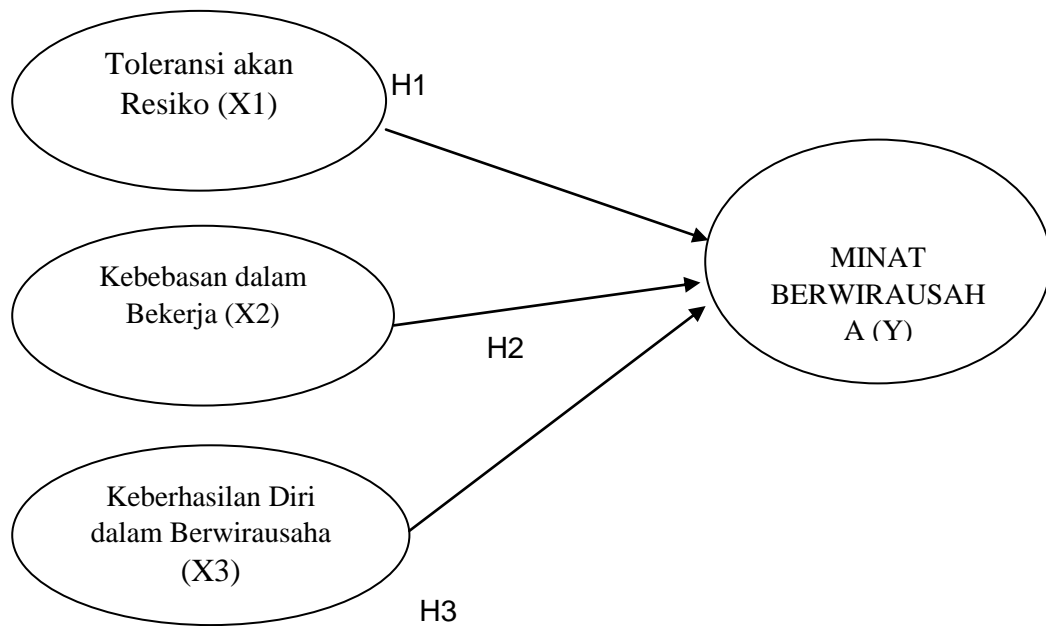 Toleransi akan
Resiko (X1)
H1
Kebebasan dalam
Bekerja (X2)
H2
Keberhasilan Diri
dalam Berwirausaha
(X3)
H3
MINAT
BERWIRAUSAH
A (Y)